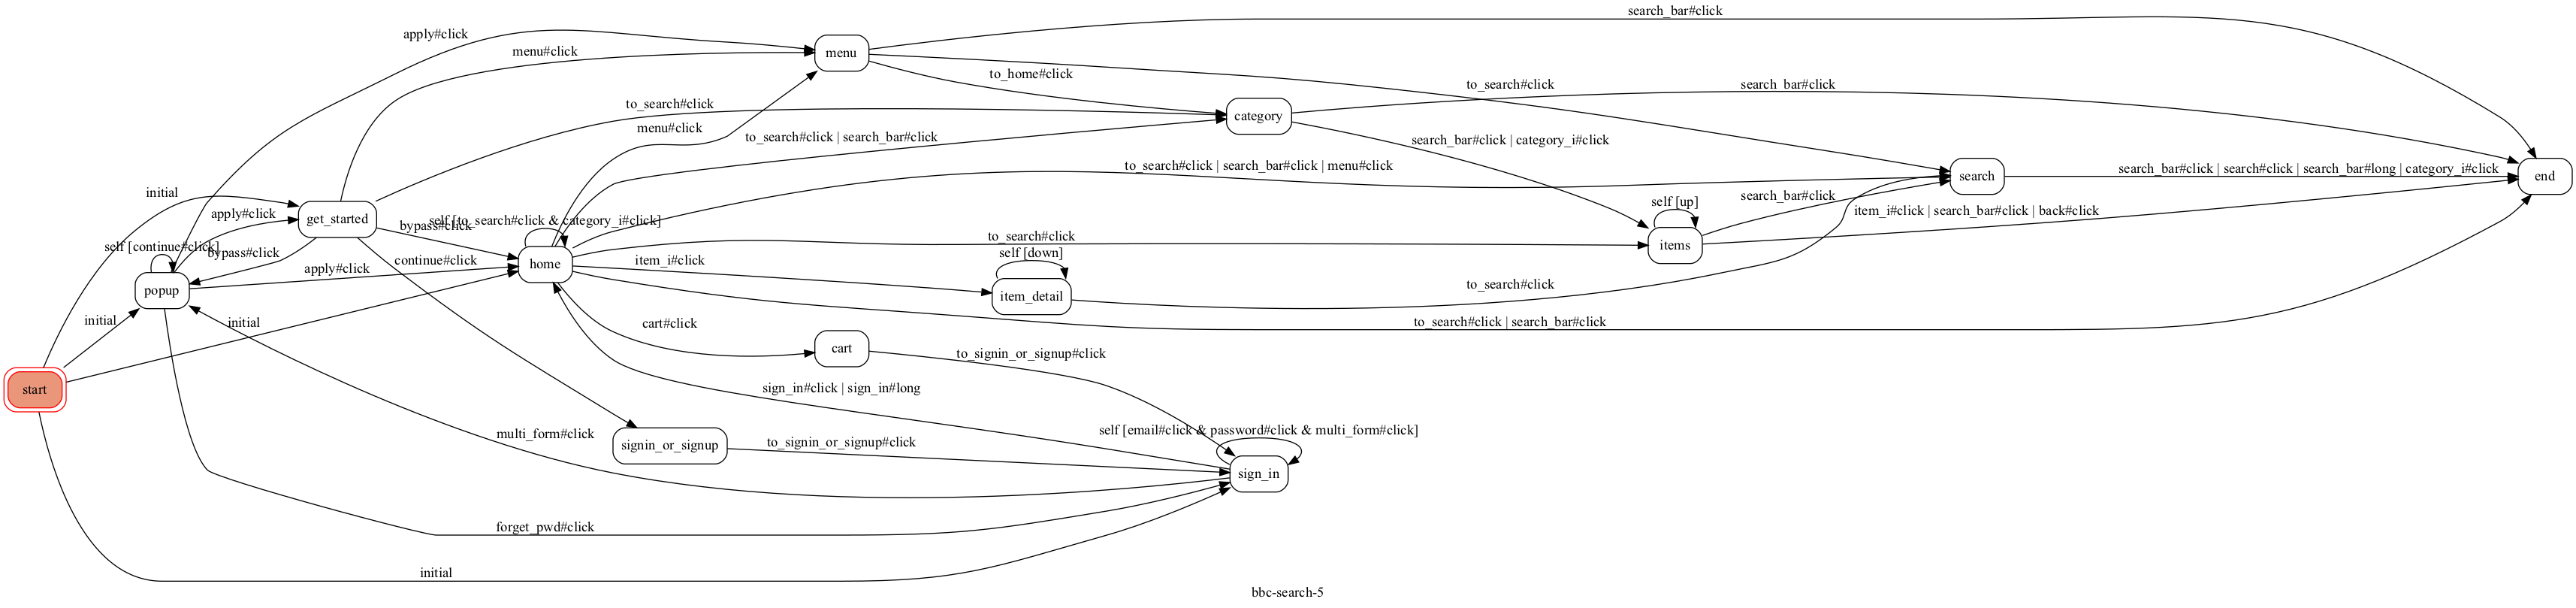 search_bar#click
apply#click
menu#click
menu
to_home#click
to_search#click
search_bar#click
to_search#click
category
menu#click
to_search#click | search_bar#click
search_bar#click | category_i#click
to_search#click | search_bar#click | menu#click
search_bar#click | search#click | search_bar#long | category_i#click
search
end
initial
search_bar#click
self [up]
apply#click
get_started
self [to_search#click & category_i#click]
bypass#click
item_i#click | search_bar#click | back#click
to_search#click
items
self [continue#click]
bypass#click
self [down]
continue#click
home
item_i#click
apply#click
popup
item_detail
to_search#click
initial
initial
cart#click
to_search#click | search_bar#click
cart
to_signin_or_signup#click
start
sign_in#click | sign_in#long
multi_form#click
self [email#click & password#click & multi_form#click]
signin_or_signup
to_signin_or_signup#click
sign_in
forget_pwd#click
initial
bbc-search-5